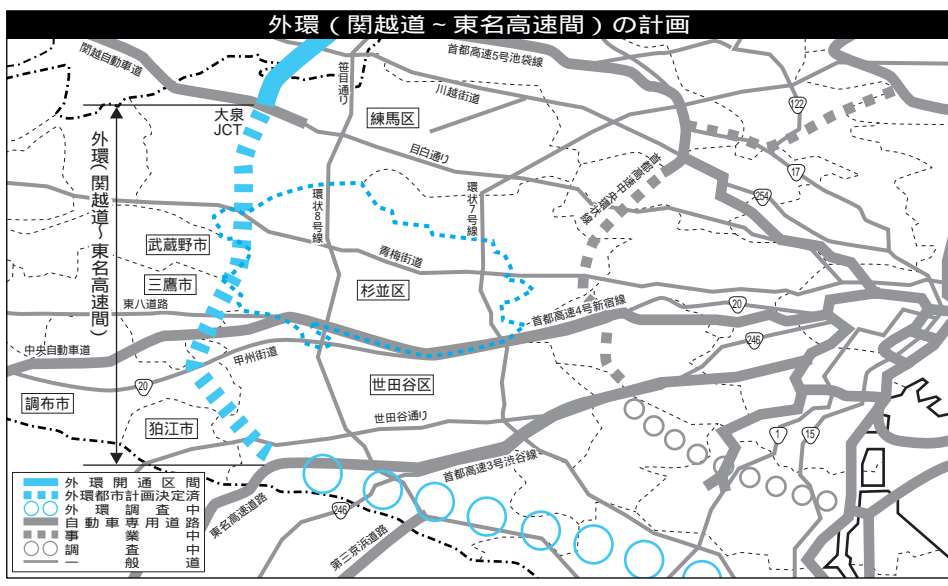 外環(関越道~東名高速間)の計画
関越自動車道
笹目通り
首都高速5号池袋線
川越街道
122
大泉
JCT
練馬区
目白通り
17
首都高速中央環状線
254
外環(関越道~東名高速間)
環状8号線
環状7号線
武蔵野市
青梅街道
三鷹市
杉並区
東八道路
首都高速4号新宿線
20
中央自動車道
甲州街道
246
20
世田谷区
調布市
狛江市
世田谷通り
1
15
首都高速3号渋谷線
東名高速道路
246
第三京浜道路
外環開通区間
外環都市計画決定済
外環調査中
自動車専用道路
事業中
調査中
一般道